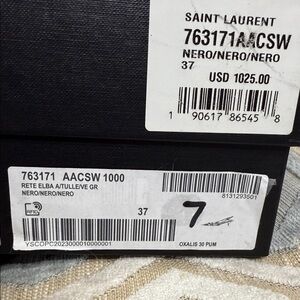 SAINT LAURENT
763171AACSW
NERO/NERO/NERO
37
USD 1025.00
1 90617 86545 8
763171 AACSW 1000
RETE ELBA A/TULLE/VE GR
NERO/NERO/NERO
8131293501
37
7
YSCOPC2023000010000001
OXALIS 30 PUM